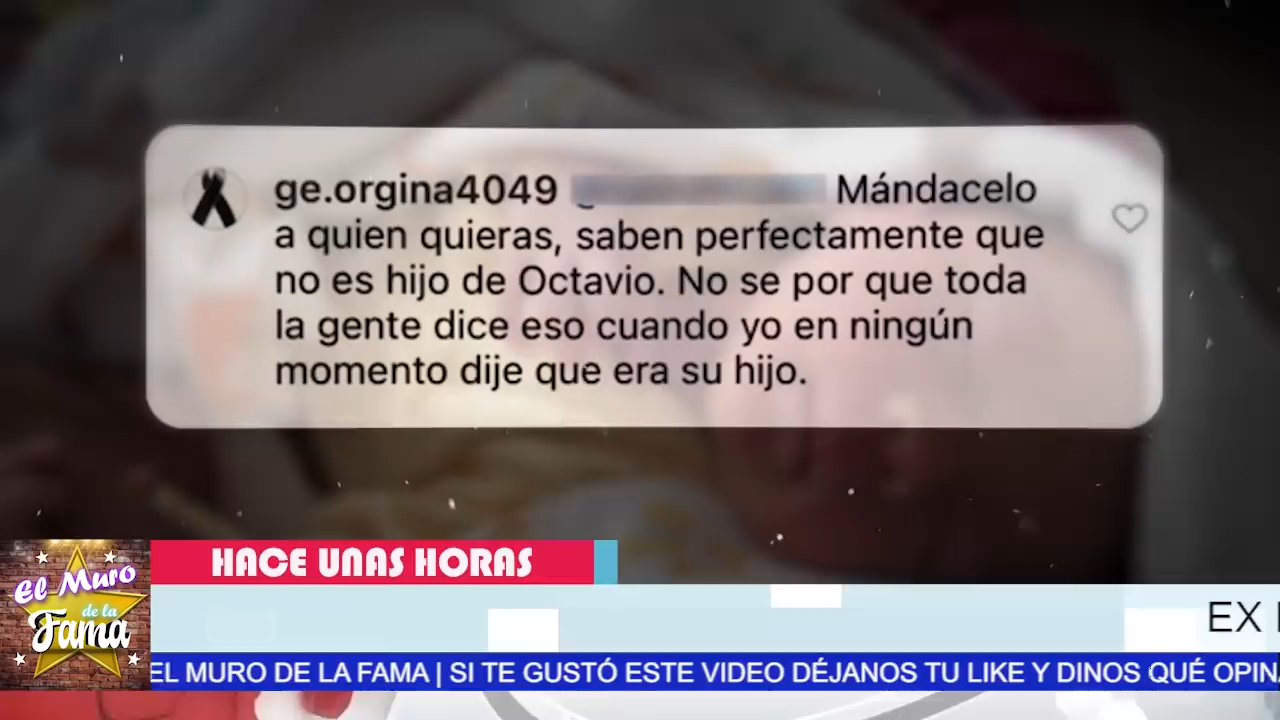 ge.orgina4049 Mándacelo
a quien quieras, saben perfectamente que
no es hijo de Octavio. No se por que toda
la gente dice eso cuando yo en ningún
momento dije que era su hijo.
HACE UNAS HORAS
El Muro
de la
Fama
EX
EL MURO DE LA FAMA | SI TE GUSTÓ ESTE VIDEO DÉJANOS TU LIKE Y DINOS QUÉ OPINA